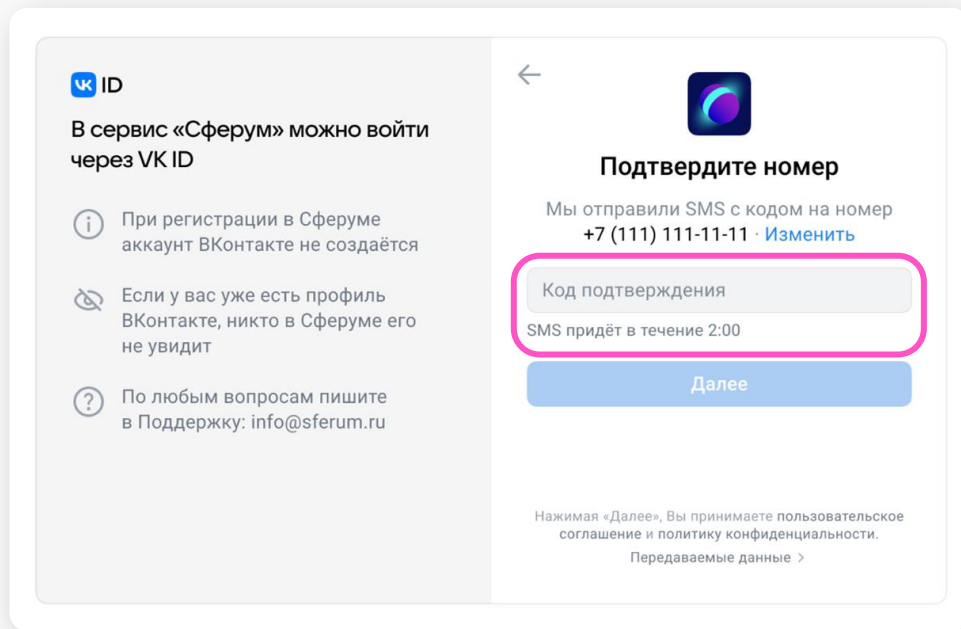 VK ID
В сервис «Сферум» можно войти
через VK ID
При регистрации в Сферуме
аккаунт ВКонтакте не создаётся
Если у вас уже есть профиль
ВКонтакте, никто в Сферуме его
не увидит
По любым вопросам пишите
в Поддержку: info@sferum.ru
Подтвердите номер
Мы отправили SMS с кодом на номер
+7 (111) 111-11-11 · Изменить
Код подтверждения
SMS придёт в течение 2:00
Далее
Нажимая «Далее», Вы принимаете пользовательское
соглашение и политику конфиденциальности.
Передаваемые данные >